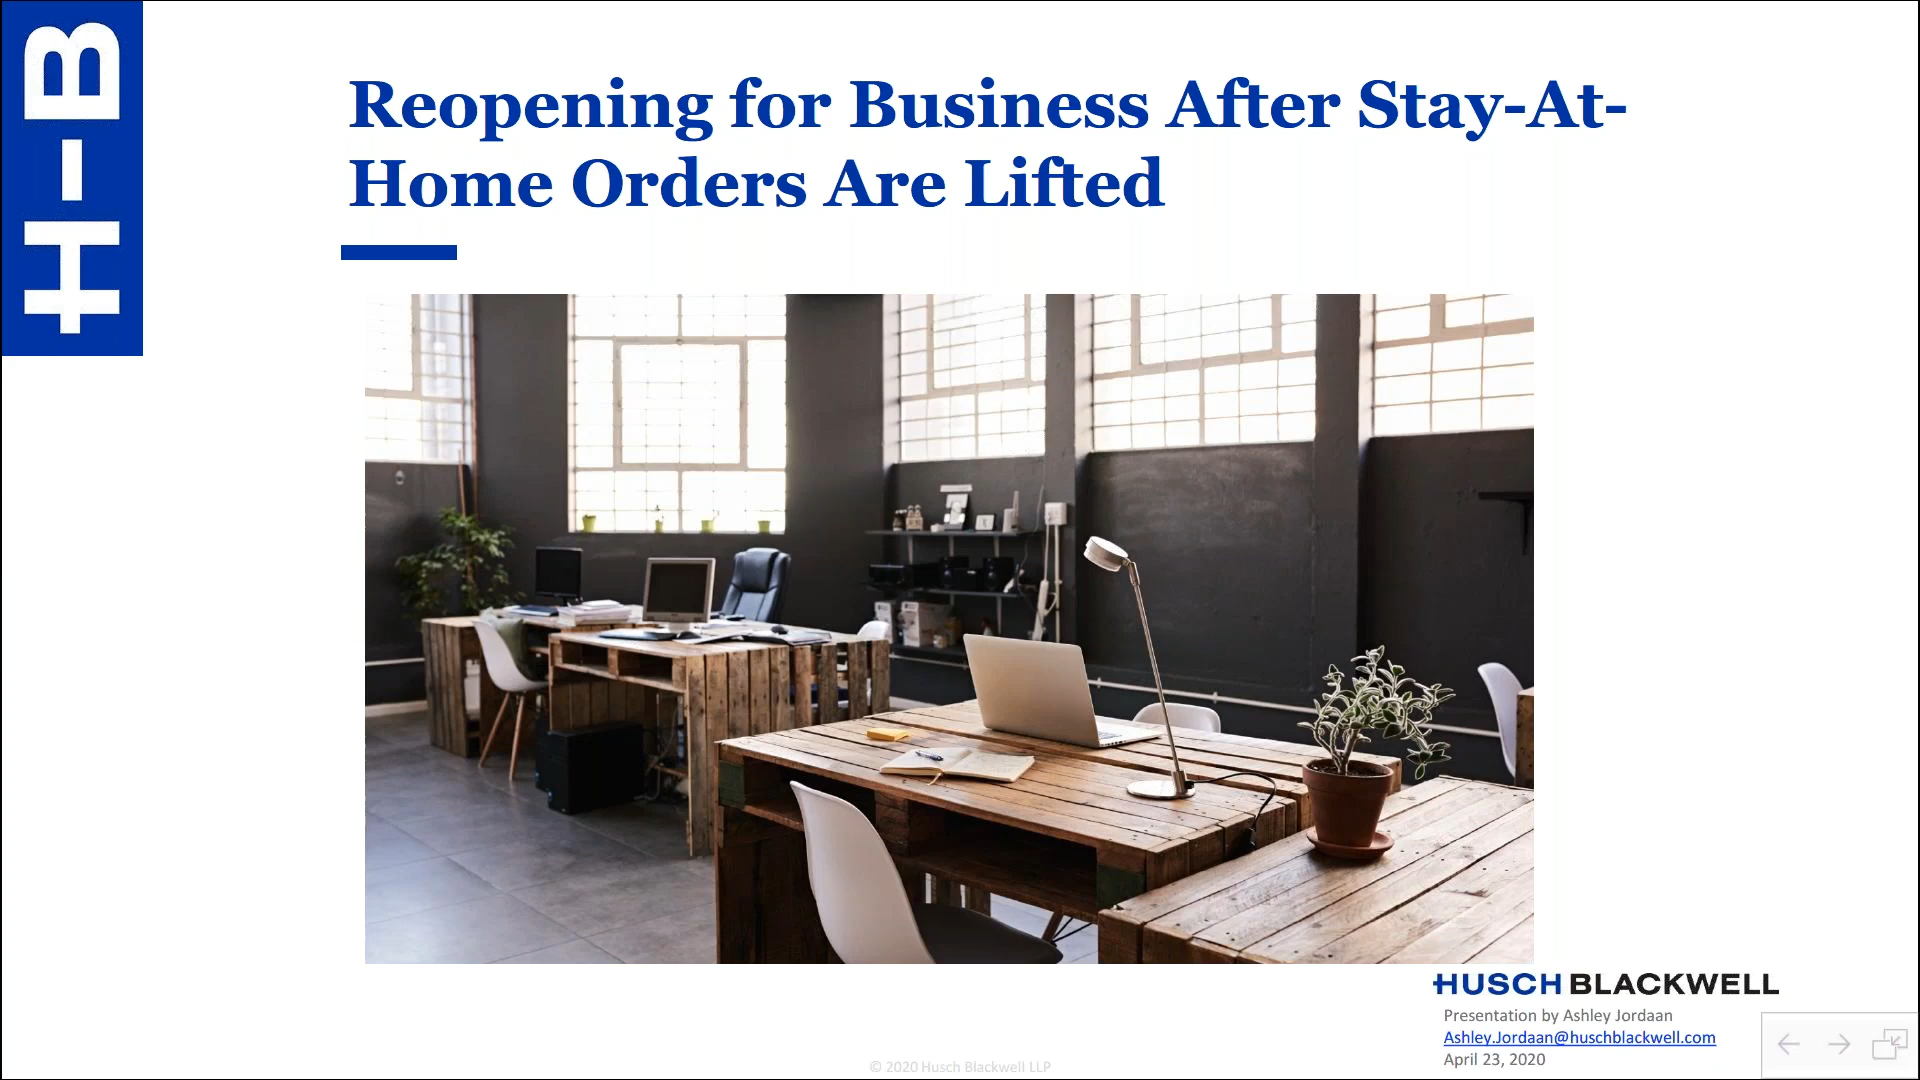 H-B
Reopening for Business After Stay-At-
Home Orders Are Lifted
HUSCH BLACKWELL
Presentation by Ashley Jordaan
Ashley.Jordaan@huschblackwell.com
April 23, 2020
© 2020 Husch Blackwell LLP